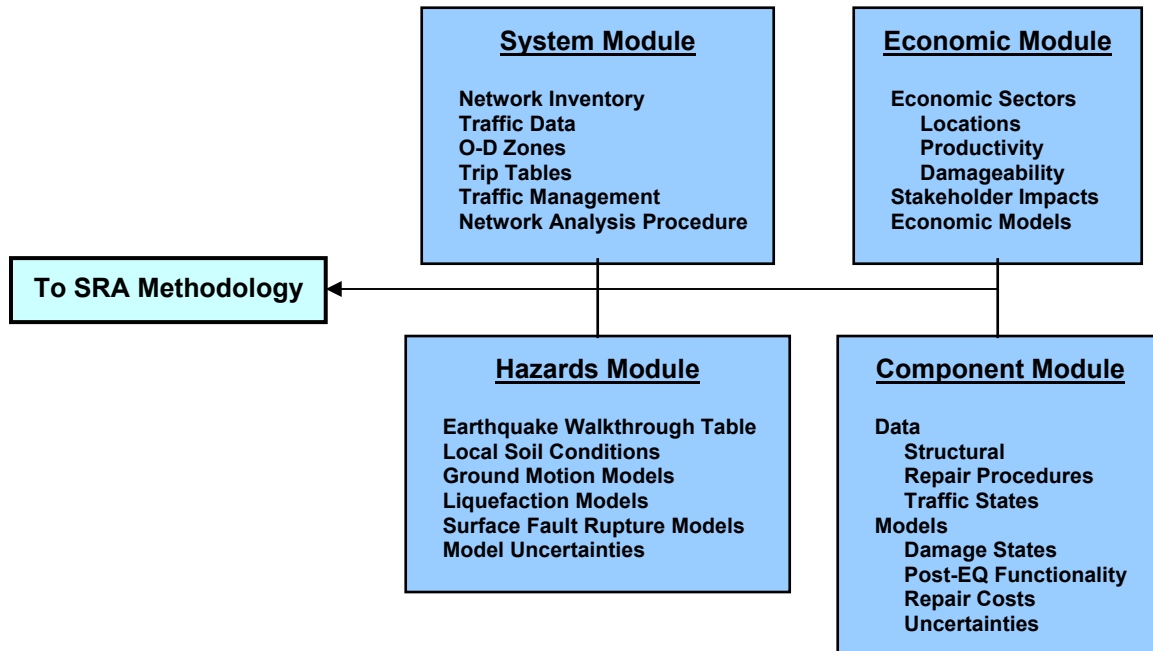 System Module
Network Inventory
Traffic Data
O-D Zones
Trip Tables
Traffic Management
Network Analysis Procedure
Economic Module
Economic Sectors
Locations
Productivity
Damageability
Stakeholder Impacts
Economic Models
To SRA Methodology
Hazards Module
Earthquake Walkthrough Table
Local Soil Conditions
Ground Motion Models
Liquefaction Models
Surface Fault Rupture Models
Model Uncertainties
Component Module
Data
Structural
Repair Procedures
Traffic States
Models
Damage States
Post-EQ Functionality
Repair Costs
Uncertainties